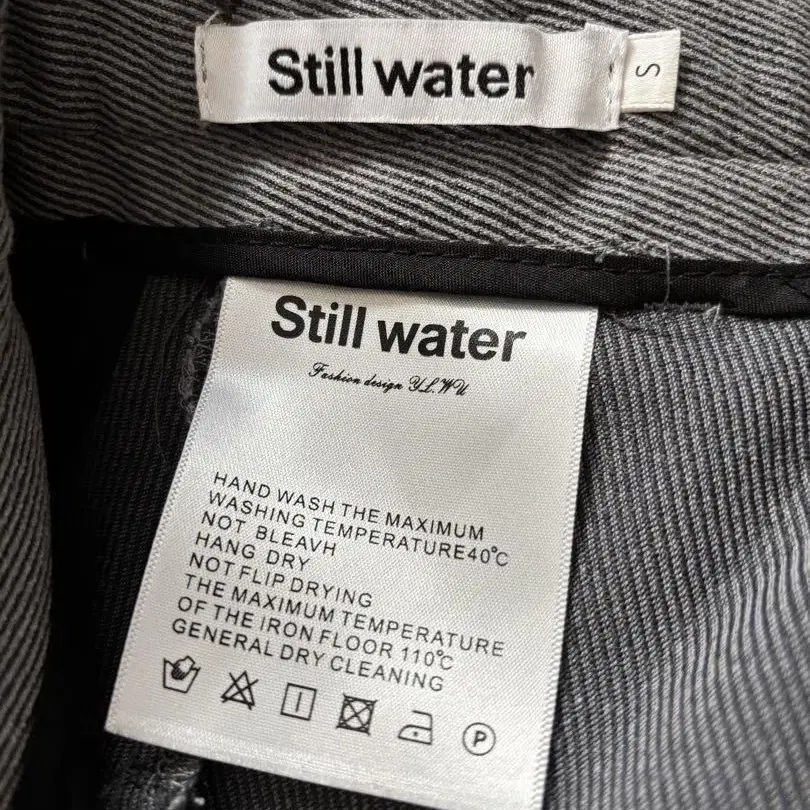 Still water
S
Still water
Fashion design Y.L.WU
HAND WASH THE MAXIMUM
WASHING TEMPERATURE40°C
NOT BLEAVH
HANG DRY
NOT FLIP DRYING
THE MAXIMUM TEMPERATURE
OF THE IRON FLOOR 110°C
GENERAL DRY CLEANING
P